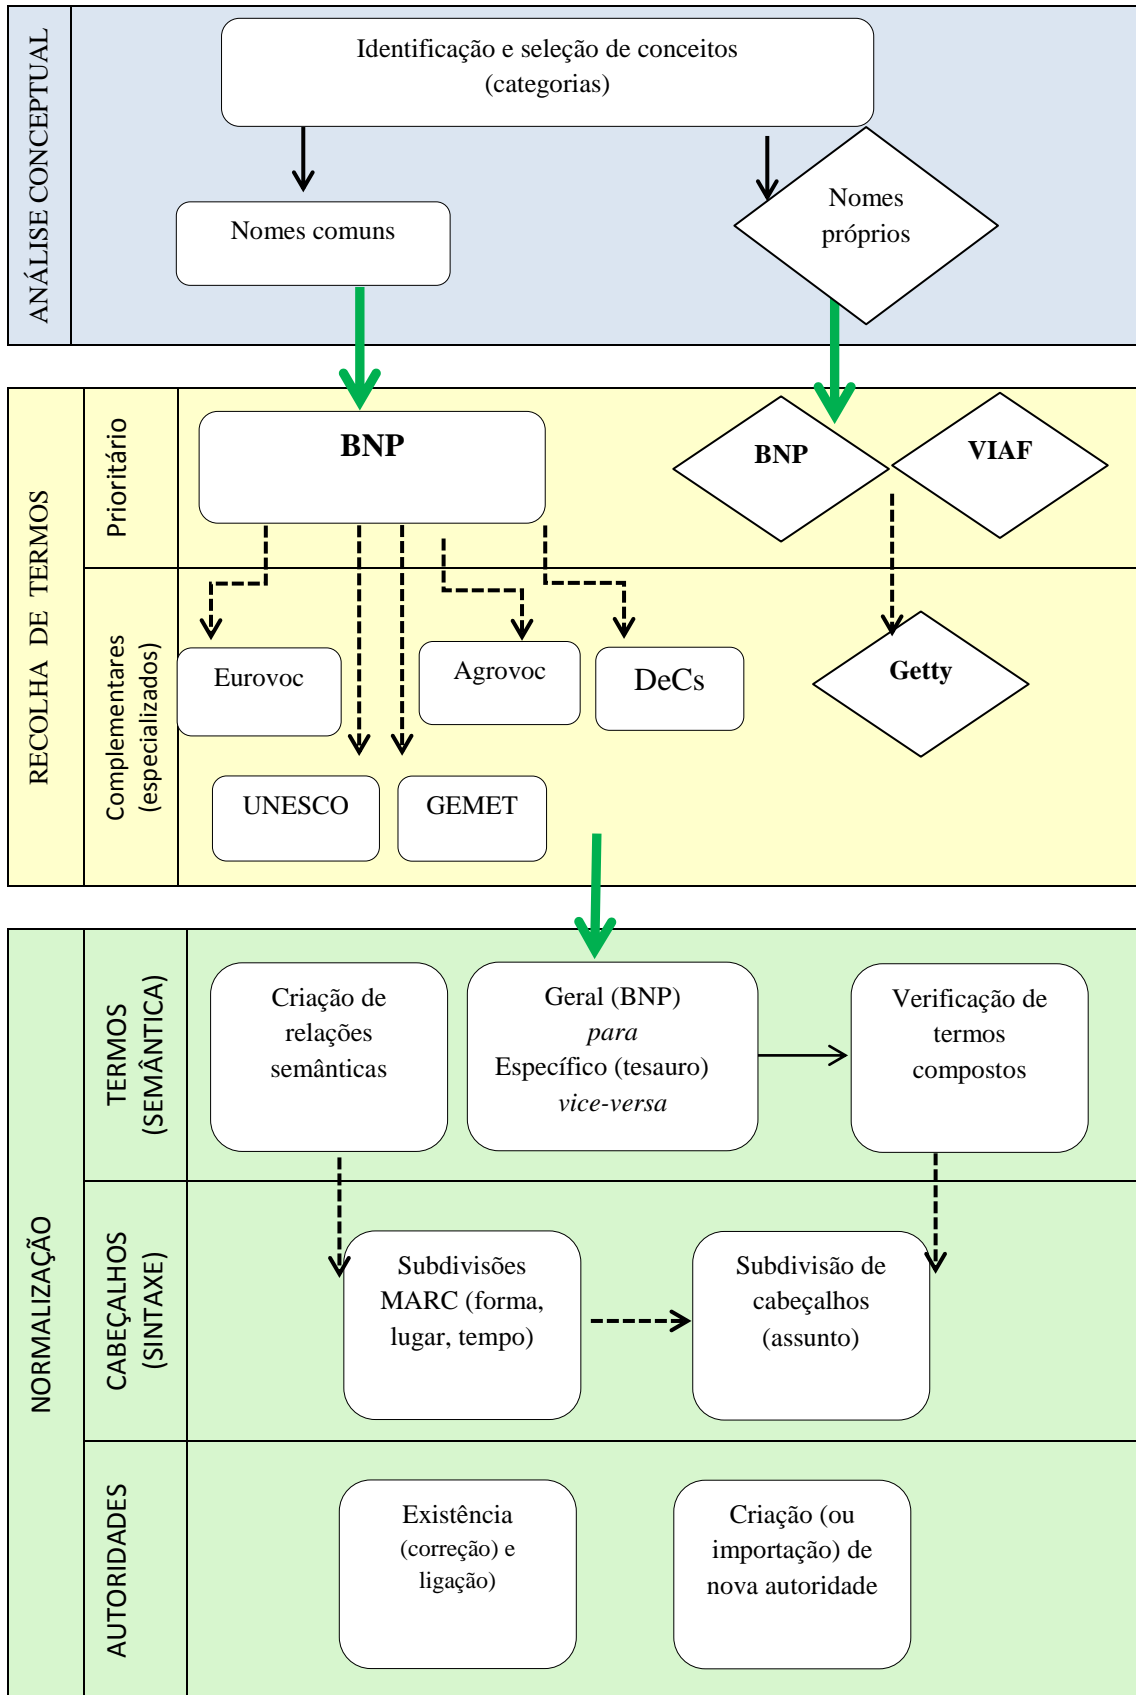 ANÁLISE CONCEPTUAL
Identificação e seleção de conceitos
(categorias)
Nomes comuns
Nomes
próprios
RECOLHA DE TERMOS
Prioritário
BNP
BNP
VIAF
Complementares
(especializados)
Eurovoc
Agrovoc
DeCs
Getty
UNESCO
GEMET
NORMALIZAÇÃO
TERMOS
(SEMÂNTICA)
Criação de
relações
semânticas
Geral (BNP)
para
Específico (tesauro)
vice-versa
Verificação de
termos
compostos
CABEÇALHOS
(SINTAXE)
Subdivisões
MARC (forma,
lugar, tempo)
Subdivisão de
cabeçalhos
(assunto)
AUTORIDADES
Existência
(correção) e
ligação)
Criação (ou
importação) de
nova autoridade